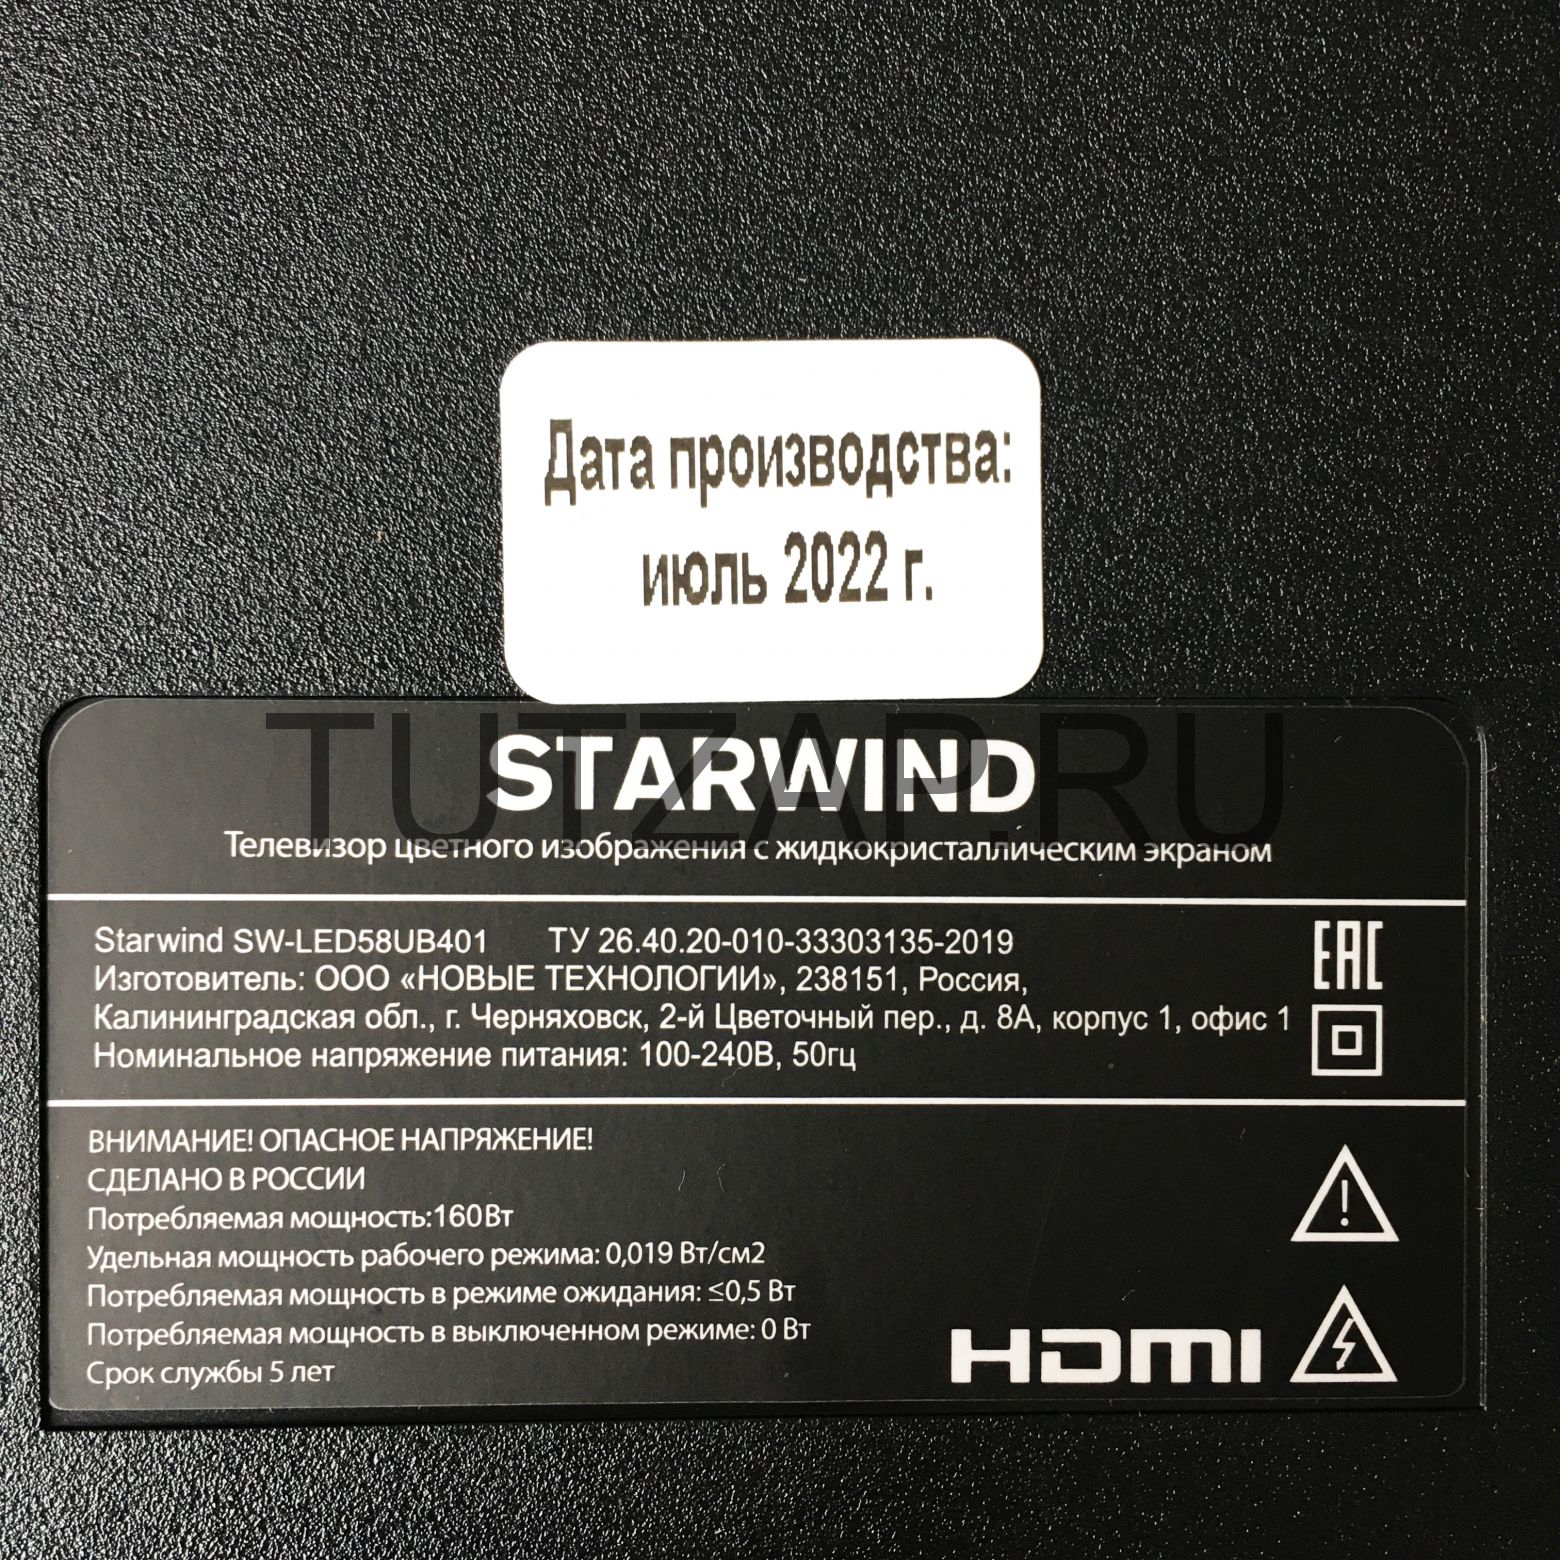 Дата производства:
июль 2022 г.
TUTZAP.RU
STARWIND
Телевизор цветного изображения с жидкокристаллическим экраном
Starwind SW-LED58UB401 ТУ 26.40.20-010-33303135-2019
Изготовитель: ООО «НОВЫЕ ТЕХНОЛОГИИ», 238151, Россия,
Калининградская обл., г. Черняховск, 2-й Цветочный пер., д. 8А, корпус 1, офис 1
Номинальное напряжение питания: 100-240В, 50гц
EAC
ВНИМАНИЕ! ОПАСНОЕ НАПРЯЖЕНИЕ!
СДЕЛАНО В РОССИИ
Потребляемая мощность:160Вт
Удельная мощность рабочего режима: 0,019 Вт/см2
Потребляемая мощность в режиме ожидания: ≤0,5 Вт
Потребляемая мощность в выключенном режиме: 0 Вт
Срок службы 5 лет
HDMI